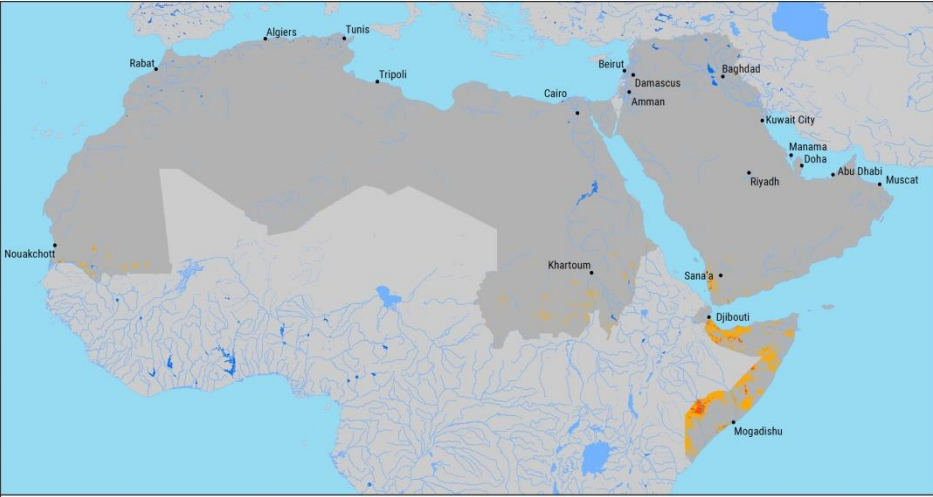 Algiers
Tunis
Rabat
Tripoli
Beirut
Damascus
Baghdad
Cairo
Amman
Kuwait City
Manama
Doha
Riyadh
Abu Dhabi
Muscat
Nouakchott
Khartoum
Sana'a
Djibouti
Mogadishu